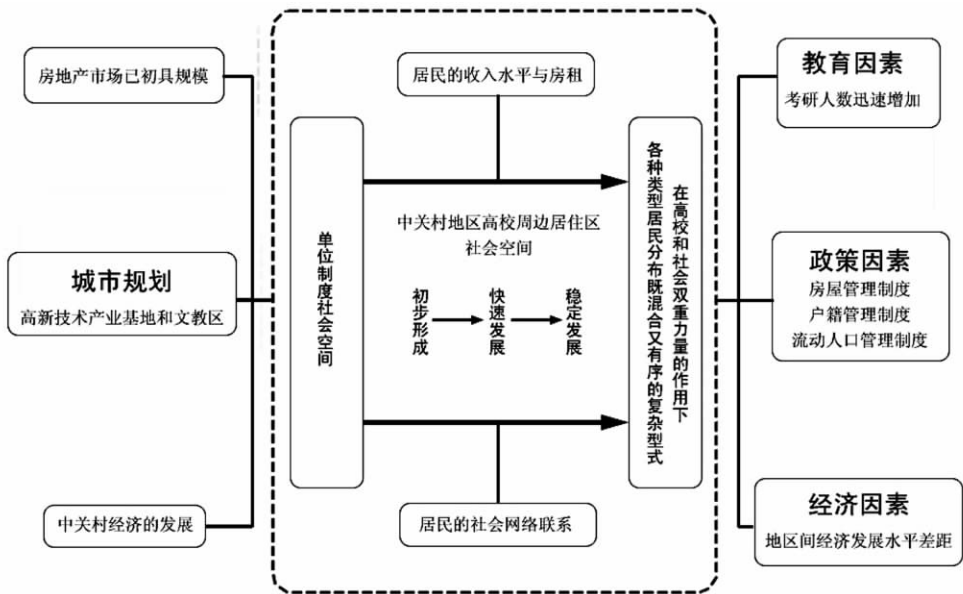 房地产市场已初具规模
城市规划
高新技术产业基地和文教区
中关村经济的发展
居民的收入水平与房租
单位制度社会空间
中关村地区高校周边居住区
社会空间
初步形成
快速发展
稳定发展
在高校和社会双重力量的作用下
各种类型居民分布既混合又有序的复杂型式
居民的社会网络联系
教育因素
考研人数迅速增加
政策因素
房屋管理制度
户籍管理制度
流动人口管理制度
经济因素
地区间经济发展水平差距